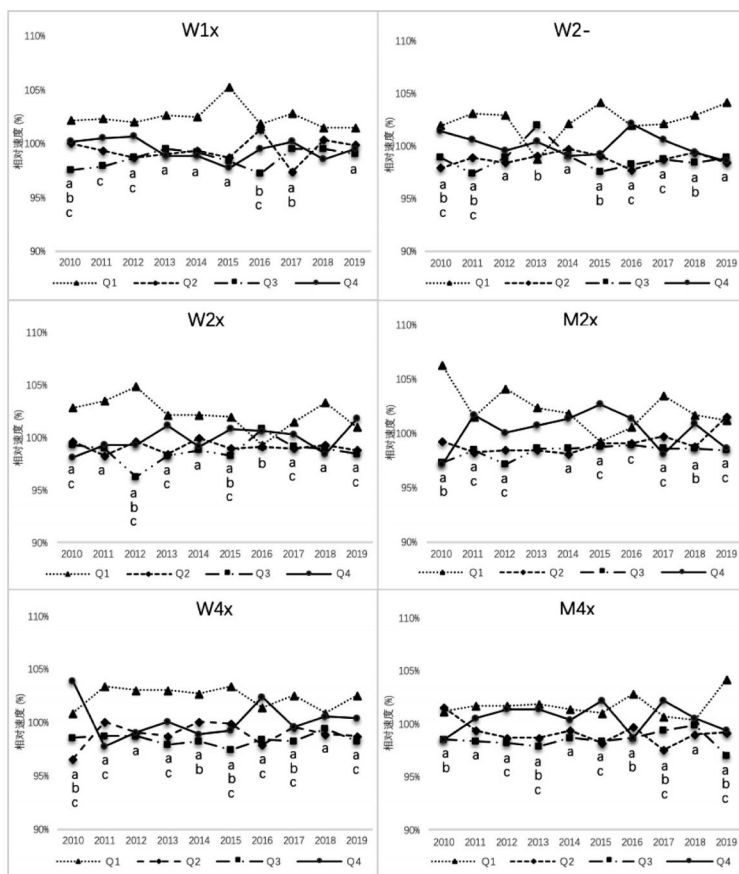 W1x
110%
105%
100%
95%
90%
相对速度 (%)
a c a a a a b a a
b c c b
c
2010 2011 2012 2013 2014 2015 2016 2017 2018 2019
Q1 Q2 Q3 Q4
W2-
110%
105%
100%
95%
90%
相对速度 (%)
a a a b a a b a a a
b b b c c b
c c
2010 2011 2012 2013 2014 2015 2016 2017 2018 2019
Q1 Q2 Q3 Q4
W2x
110%
105%
100%
95%
90%
相对速度 (%)
a a a a a a b a a a
c b c b c c
c c
2010 2011 2012 2013 2014 2015 2016 2017 2018 2019
Q1 Q2 Q3 Q4
M2x
110%
105%
100%
95%
90%
相对速度 (%)
a a a a a a c a a a
b c c c b b
2010 2011 2012 2013 2014 2015 2016 2017 2018 2019
Q1 Q2 Q3 Q4
W4x
110%
105%
100%
95%
90%
相对速度 (%)
a a a a a a b a a a
b c c b b c b c
c c c
2010 2011 2012 2013 2014 2015 2016 2017 2018 2019
Q1 Q2 Q3 Q4
M4x
110%
105%
100%
95%
90%
相对速度 (%)
a a a a a a a a a a
b c b c b b b
c c c
2010 2011 2012 2013 2014 2015 2016 2017 2018 2019
Q1 Q2 Q3 Q4